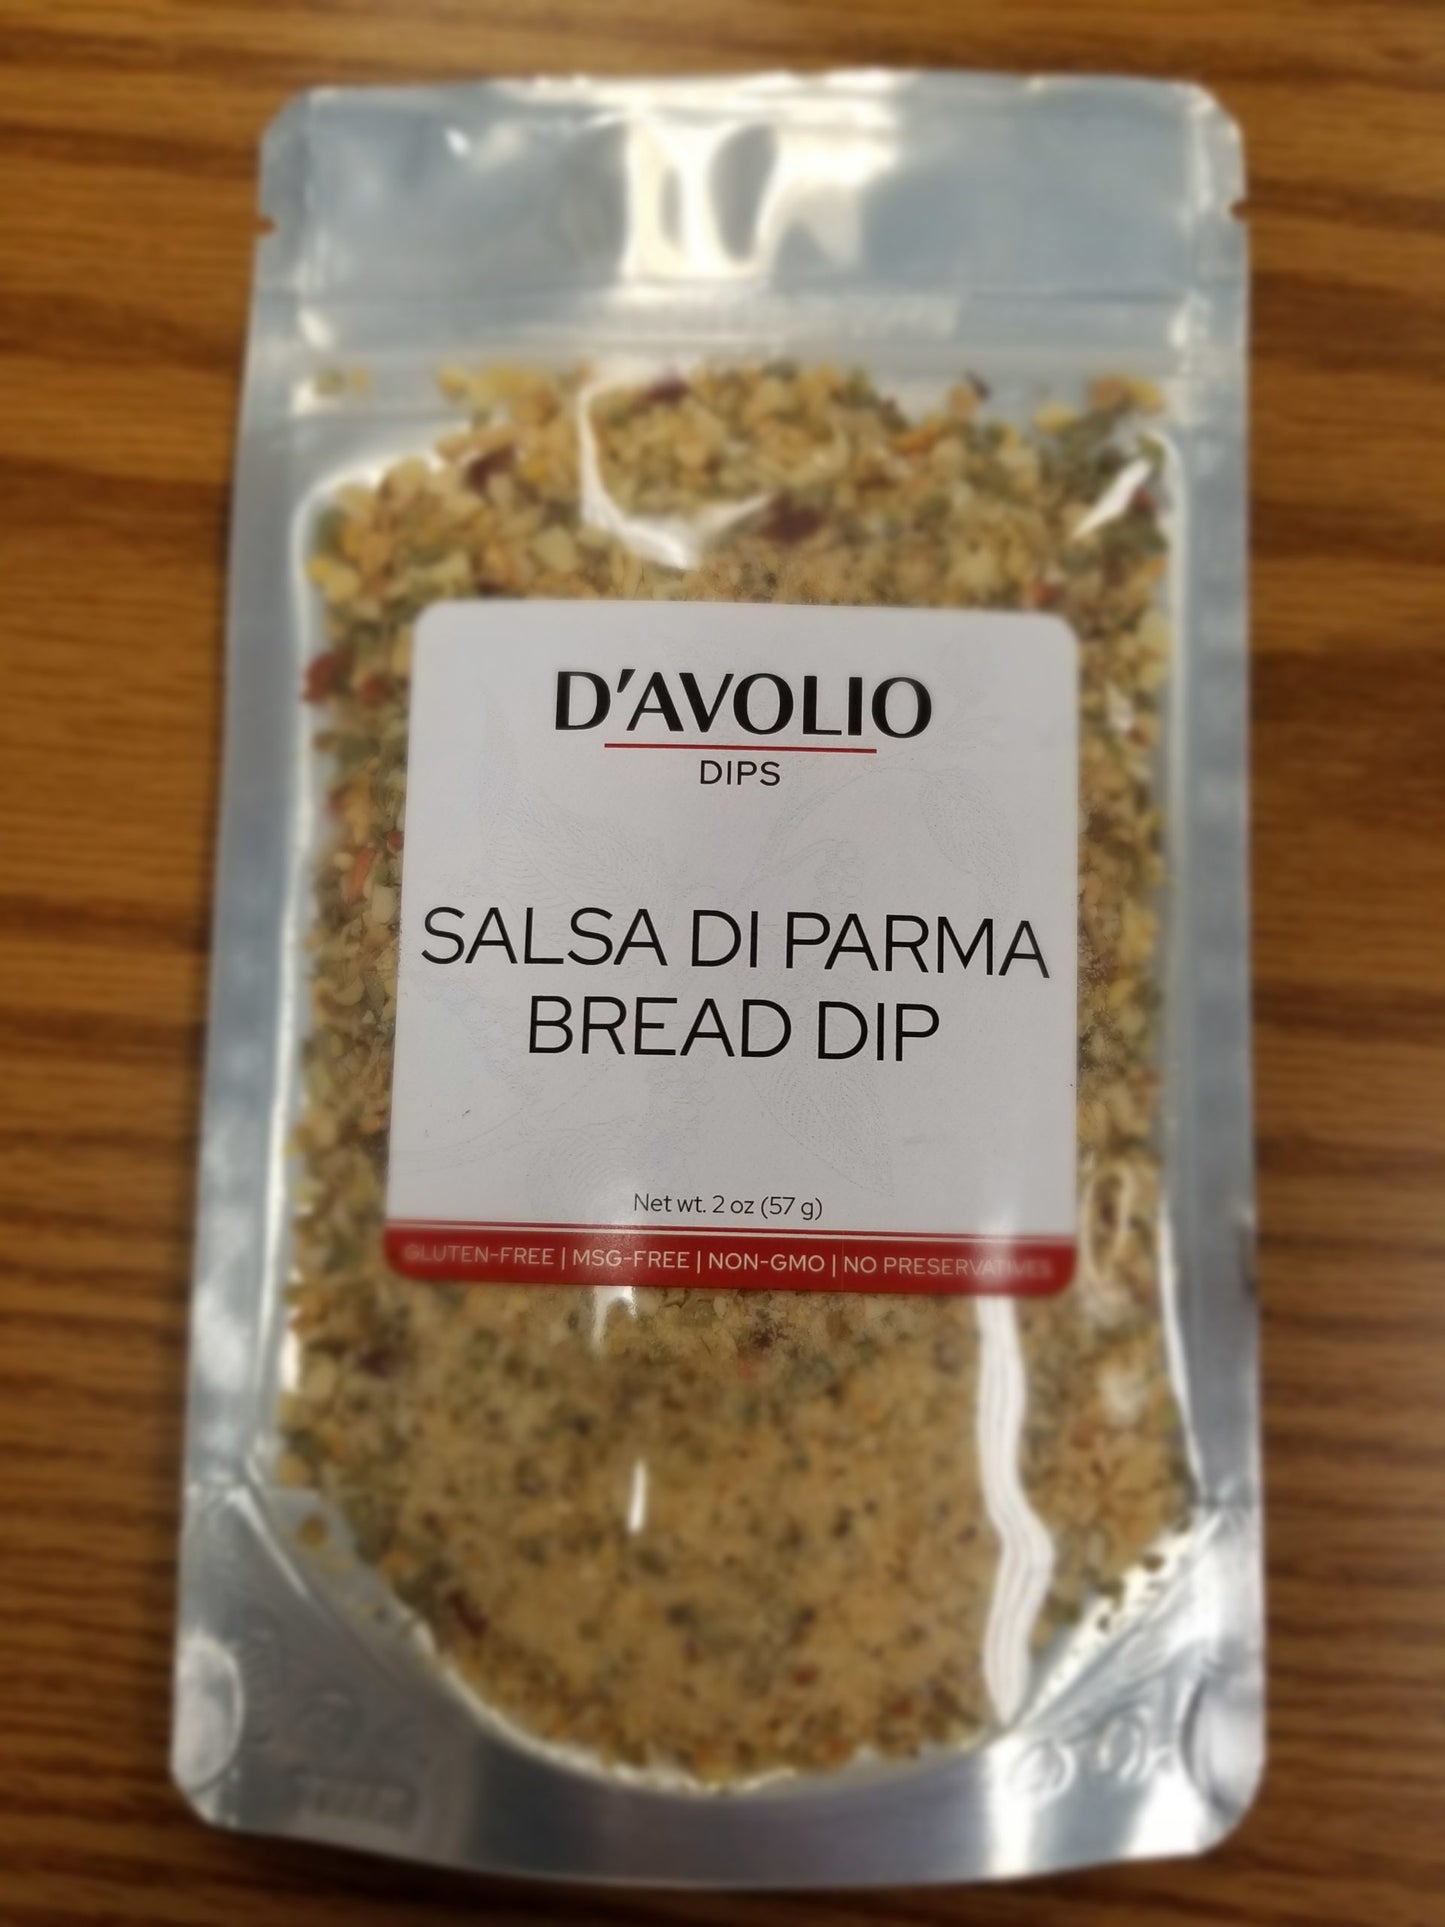 D'AVOLIO
DIPS
SALSA DI PARMA
BREAD DIP
Net wt. 2 oz (57 g)
GLUTEN-FREE | MSG-FREE | NON-GMO | NO PRESERVATIVES